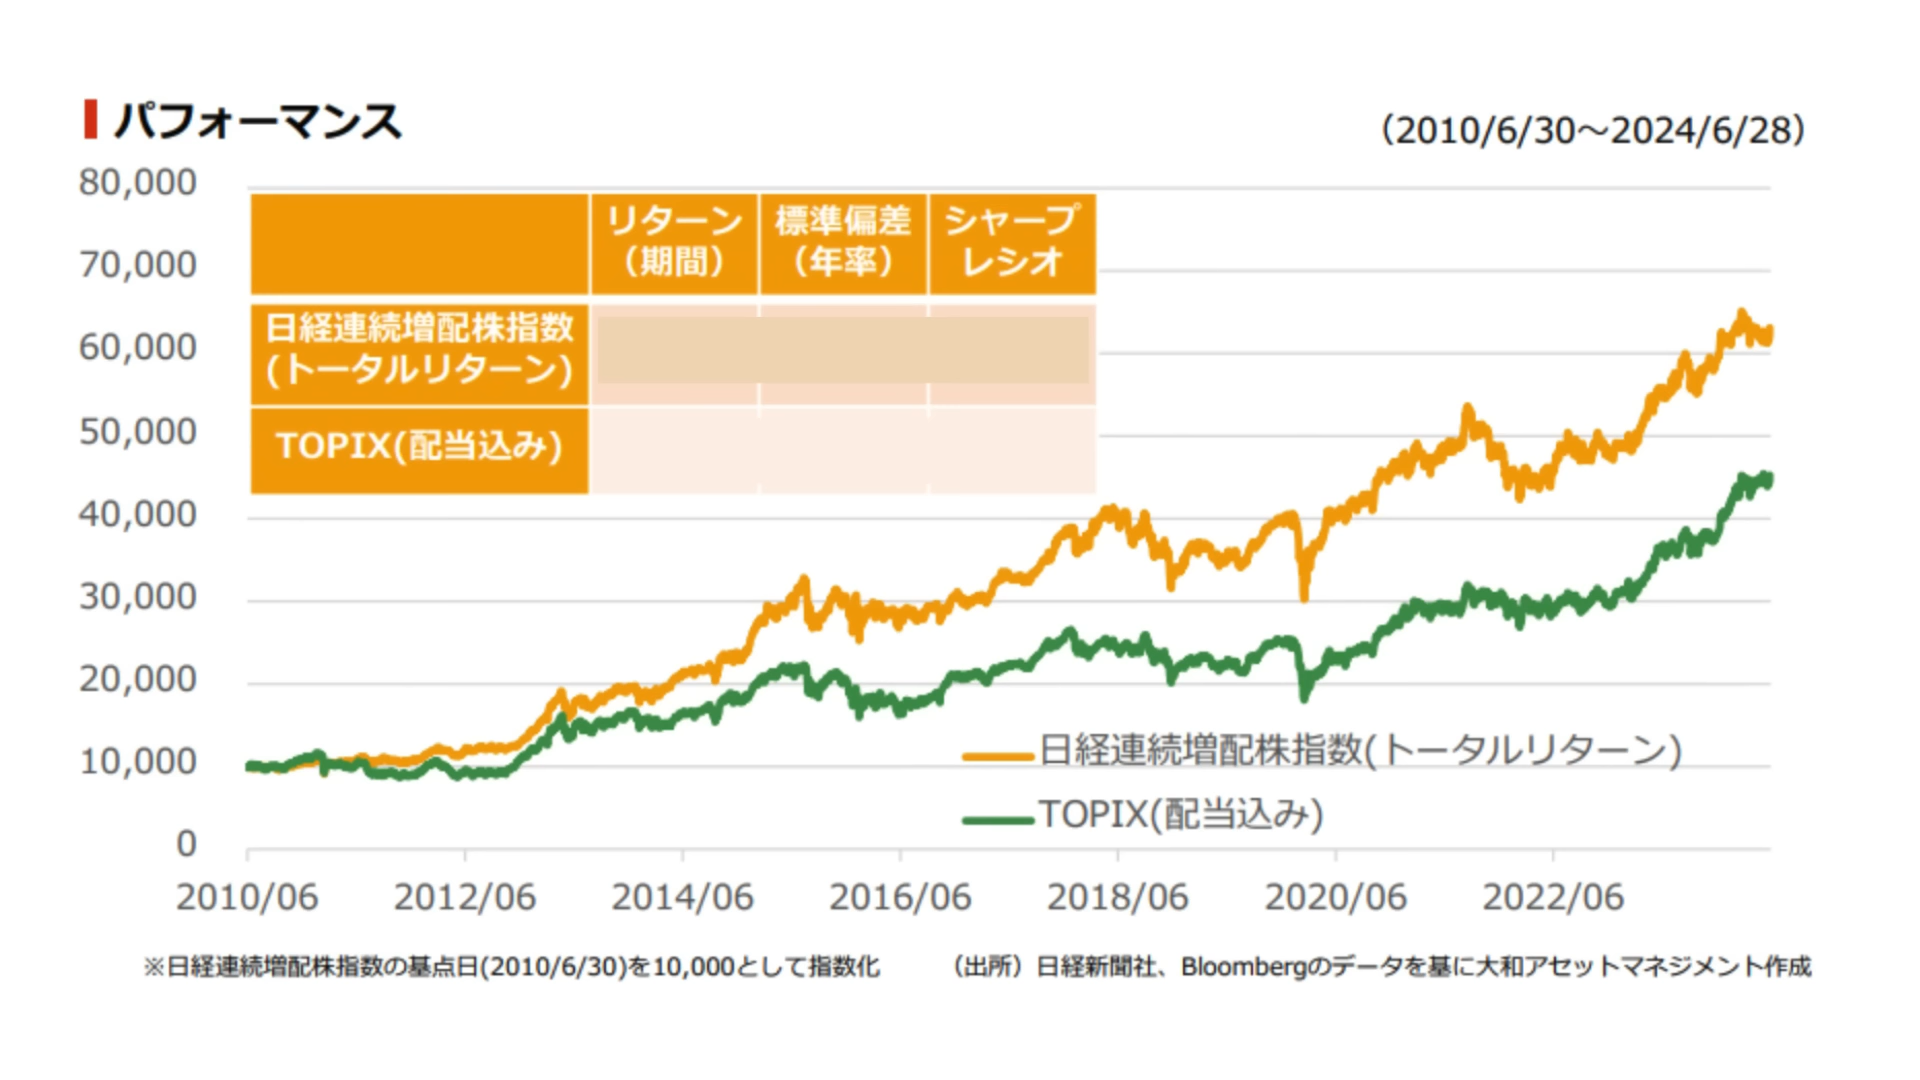 パフォーマンス
（2010/6/30～2024/6/28）
80,000
70,000
60,000
50,000
40,000
30,000
20,000
10,000
0
リターン
（期間）
標準偏差
（年率）
シャープ
レシオ
日経連続増配株指数
(トータルリターン)
TOPIX(配当込み)
日経連続増配株指数(トータルリターン)
TOPIX(配当込み)
2010/06
2012/06
2014/06
2016/06
2018/06
2020/06
2022/06
※日経連続増配株指数の基点日(2010/6/30)を10,000として指数化
（出所）日経新聞社、Bloombergのデータを基に大和アセットマネジメント作成